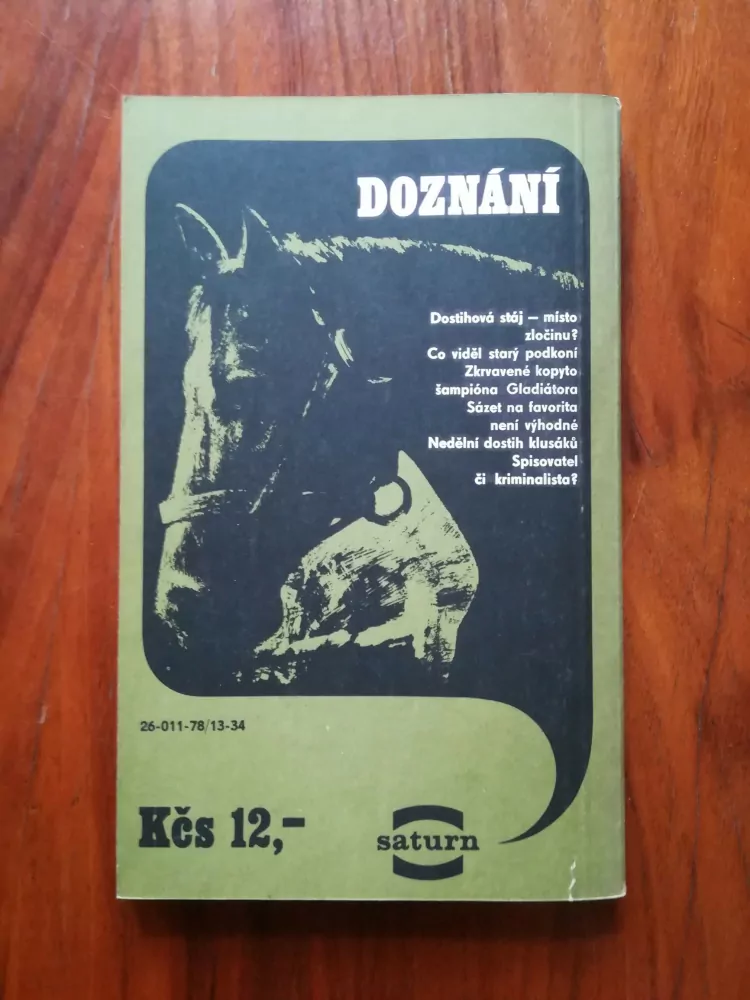 DOZNÁNÍ
Dostihová stáj – místo
zločinu?
Co viděl starý podkoní
Zkrvavené kopyto
šampióna Gladiátora
Sázet na favorita
není výhodné
Nedělní dostih klusáků
Spisovatel
či kriminalista?
26-011-78/13-34
Kčs 12,-
saturn